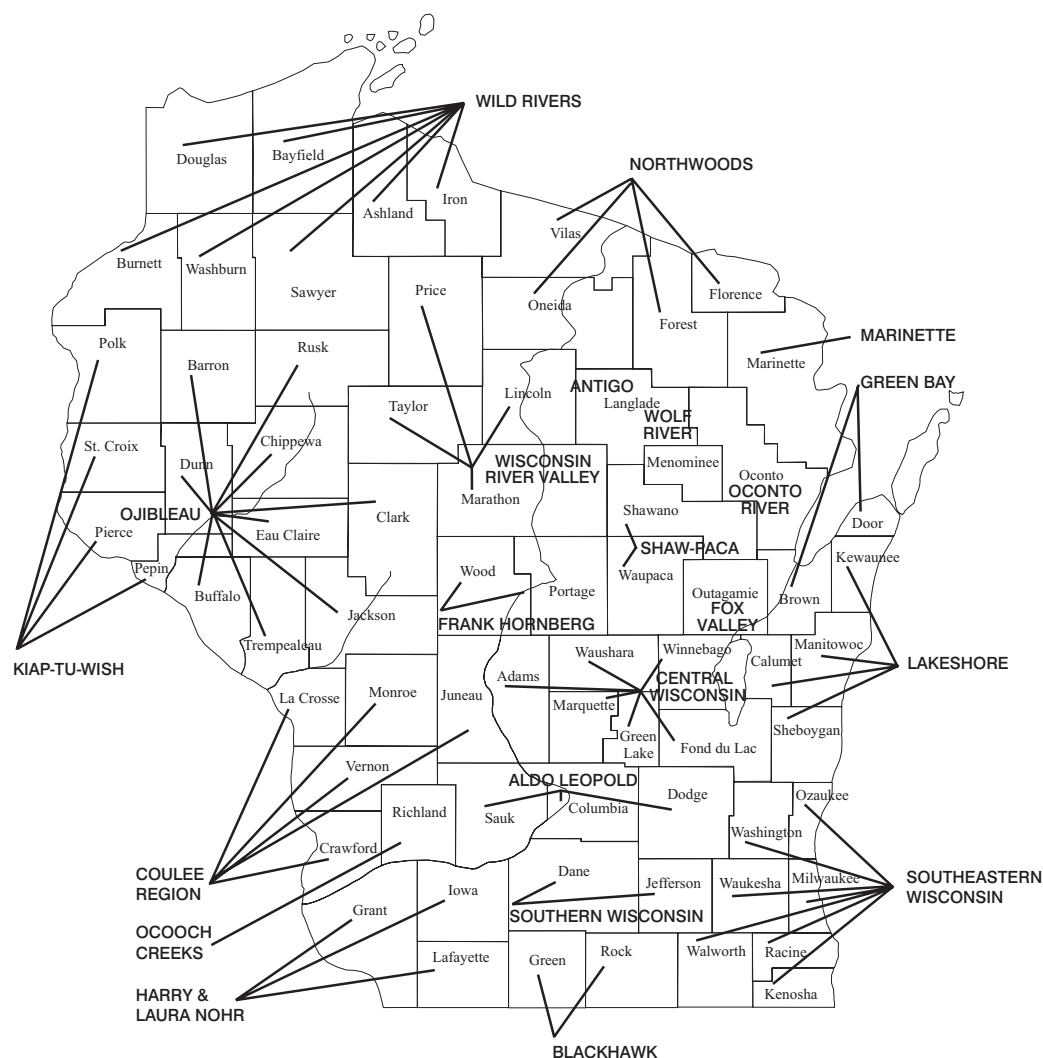 WILD RIVERS
Douglas
Bayfield
NORTHWOODS
Ashland
Iron
Vilas
Burnett
Washburn
Sawyer
Price
Oneida
Florence
Forest
MARINETTE
Polk
Barron
Rusk
Marinette
GREEN BAY
Taylor
Lincoln
ANTIGO
Langlade
WOLF
RIVER
St. Croix
Chippewa
Dunn
WISCONSIN
RIVER VALLEY
Menominee
Oconto
OCONTO
RIVER
Marathon
OJIBLEAU
Clark
Shawano
Door
Pierce
Eau Claire
SHAW-PACA
Kewaunee
Pepin
Wood
Waupaca
Buffalo
Portage
Outagamie
Brown
FOX
VALLEY
Jackson
FRANK HORNBERG
Trempealeau
Manitowoc
KIAP-TU-WISH
Waushara
Winnebago
Calumet
LAKESHORE
Adams
CENTRAL
WISCONSIN
La Crosse
Monroe
Juneau
Marquette
Sheboygan
Green
Lake
Fond du Lac
Vernon
ALDO LEOPOLD
Dodge
Ozaukee
Richland
Sauk
Columbia
Washington
Crawford
COULEE
REGION
Dane
Jefferson
Waukesha
Milwaukee
SOUTHEASTERN
WISCONSIN
Iowa
Grant
SOUTHERN WISCONSIN
OCOOCH
CREEKS
Lafayette
Green
Rock
Walworth
Racine
HARRY &
LAURA NOHR
Kenosha
BLACKHAWK